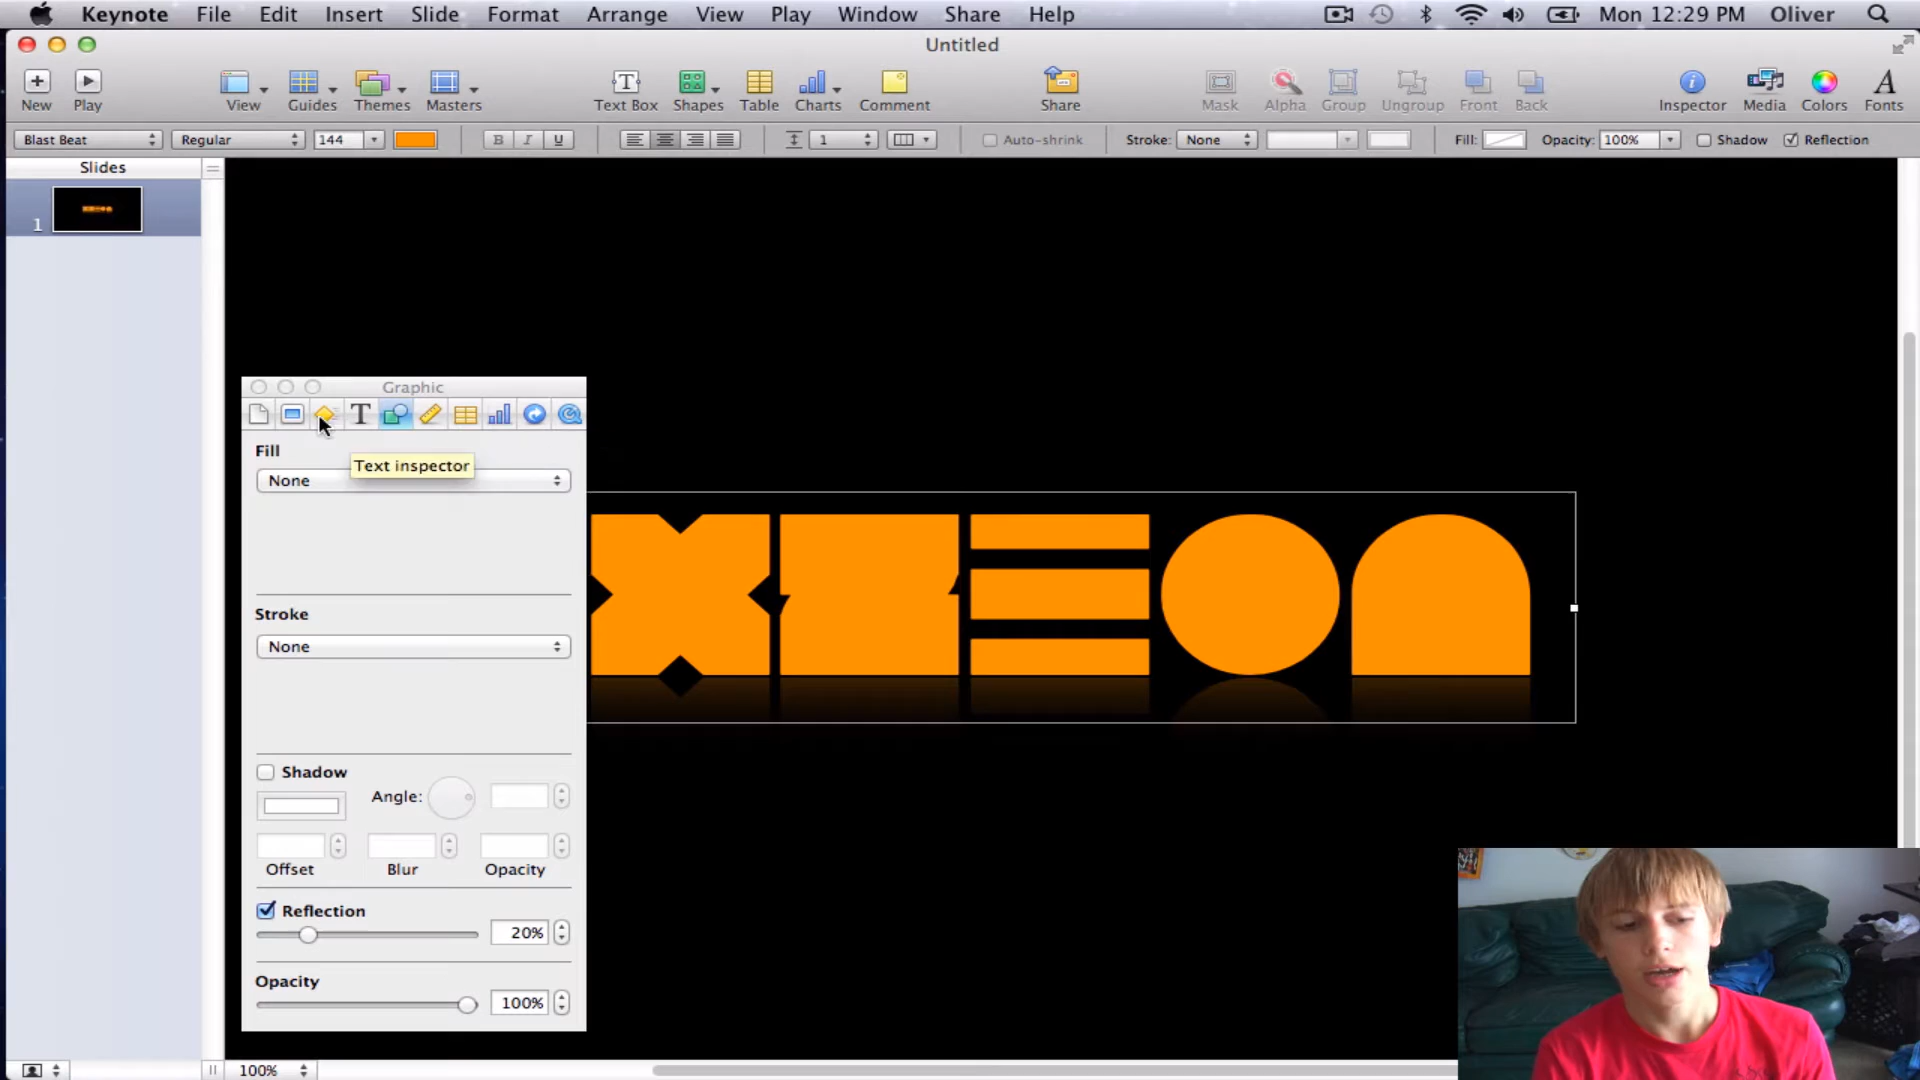 Keynote File Edit Insert Slide Format Arrange View Play Window Share Help Mon 12:29 PM Oliver
Untitled
New Play View Guides Themes Masters Text Box Shapes Table Charts Comment Share Mask Alpha Group Ungroup Front Back Inspector Media Colors Fonts
Blast Beat Regular 144 B I U 1 Auto-shrink Stroke: None Fill: Opacity: 100% Shadow Reflection
Slides
1
Graphic
Fill
Text inspector
None
Stroke
None
Shadow
Angle:
Offset Blur Opacity
Reflection
20%
Opacity
100%
100%